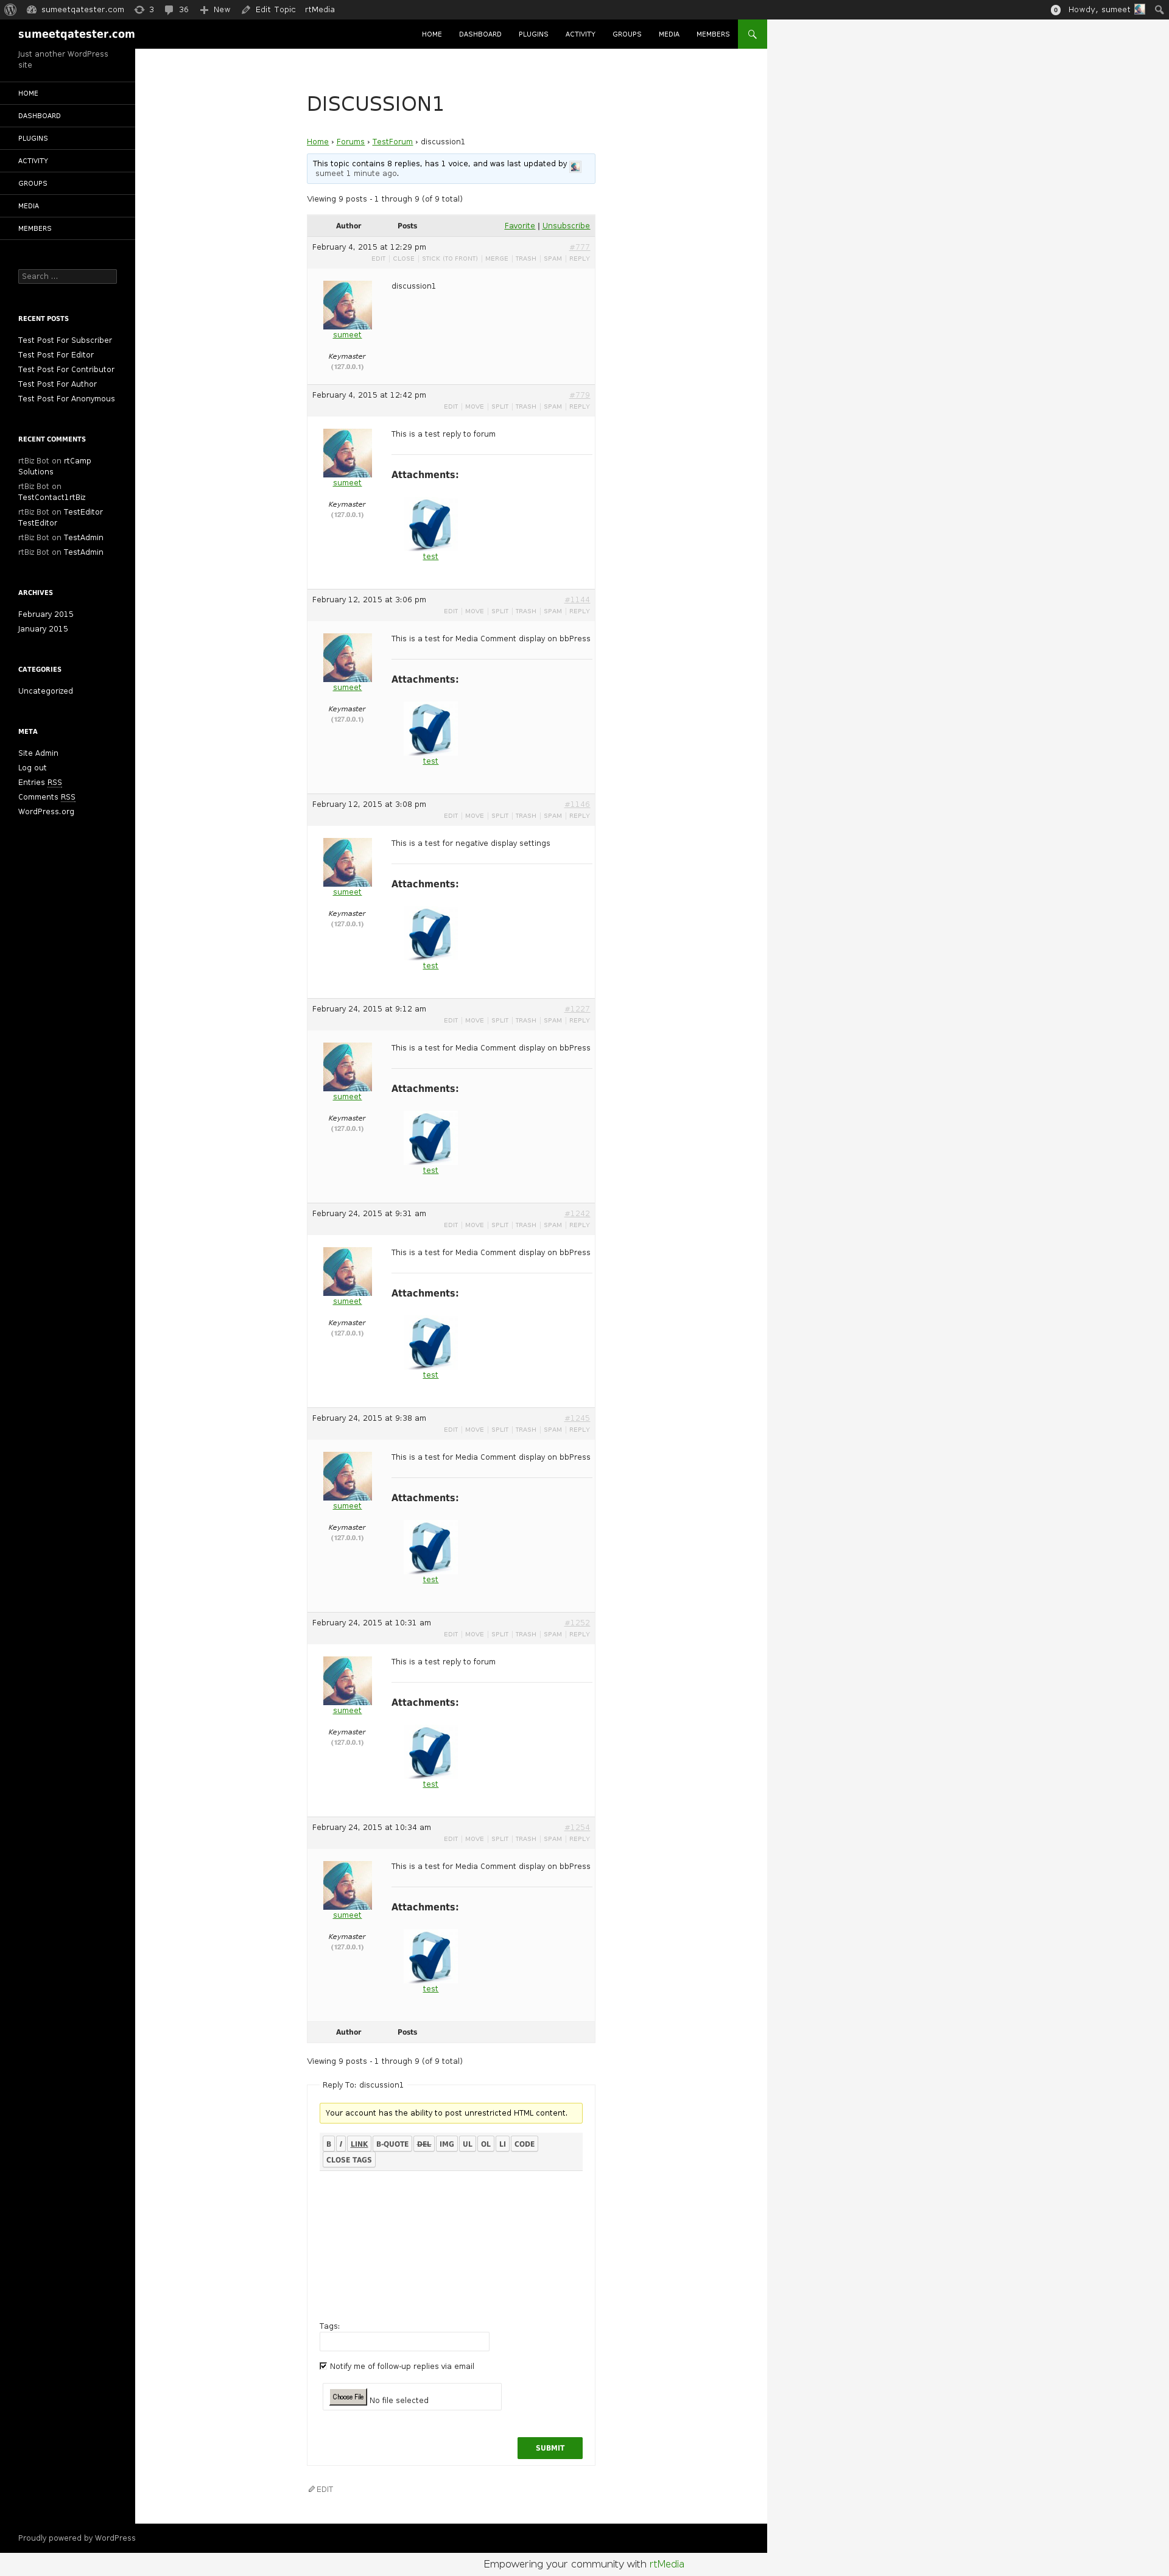 sumeetqatester.com 3 36 New Edit Topic rtMedia 0 Howdy, sumeet
sumeetqatester.com
HOME DASHBOARD PLUGINS ACTIVITY GROUPS MEDIA MEMBERS
Just another WordPress
site
HOME
DASHBOARD
PLUGINS
ACTIVITY
GROUPS
MEDIA
MEMBERS
Search ...
RECENT POSTS
Test Post For Subscriber
Test Post For Editor
Test Post For Contributor
Test Post For Author
Test Post For Anonymous
RECENT COMMENTS
rtBiz Bot on rtCamp
Solutions
rtBiz Bot on
TestContact1rtBiz
rtBiz Bot on TestEditor
TestEditor
rtBiz Bot on TestAdmin
rtBiz Bot on TestAdmin
ARCHIVES
February 2015
January 2015
CATEGORIES
Uncategorized
META
Site Admin
Log out
Entries RSS
Comments RSS
WordPress.org
DISCUSSION1
Home › Forums › TestForum › discussion1
This topic contains 8 replies, has 1 voice, and was last updated by
sumeet 1 minute ago.
Viewing 9 posts - 1 through 9 (of 9 total)
Author Posts Favorite | Unsubscribe
February 4, 2015 at 12:29 pm #777
EDIT | CLOSE | STICK (TO FRONT) | MERGE | TRASH | SPAM | REPLY
discussion1
sumeet
Keymaster
(127.0.0.1)
February 4, 2015 at 12:42 pm #779
EDIT | MOVE | SPLIT | TRASH | SPAM | REPLY
This is a test reply to forum
Attachments:
sumeet
Keymaster
(127.0.0.1)
test
February 12, 2015 at 3:06 pm #1144
EDIT | MOVE | SPLIT | TRASH | SPAM | REPLY
This is a test for Media Comment display on bbPress
Attachments:
sumeet
Keymaster
(127.0.0.1)
test
February 12, 2015 at 3:08 pm #1146
EDIT | MOVE | SPLIT | TRASH | SPAM | REPLY
This is a test for negative display settings
Attachments:
sumeet
Keymaster
(127.0.0.1)
test
February 24, 2015 at 9:12 am #1227
EDIT | MOVE | SPLIT | TRASH | SPAM | REPLY
This is a test for Media Comment display on bbPress
Attachments:
sumeet
Keymaster
(127.0.0.1)
test
February 24, 2015 at 9:31 am #1242
EDIT | MOVE | SPLIT | TRASH | SPAM | REPLY
This is a test for Media Comment display on bbPress
Attachments:
sumeet
Keymaster
(127.0.0.1)
test
February 24, 2015 at 9:38 am #1245
EDIT | MOVE | SPLIT | TRASH | SPAM | REPLY
This is a test for Media Comment display on bbPress
Attachments:
sumeet
Keymaster
(127.0.0.1)
test
February 24, 2015 at 10:31 am #1252
EDIT | MOVE | SPLIT | TRASH | SPAM | REPLY
This is a test reply to forum
Attachments:
sumeet
Keymaster
(127.0.0.1)
test
February 24, 2015 at 10:34 am #1254
EDIT | MOVE | SPLIT | TRASH | SPAM | REPLY
This is a test for Media Comment display on bbPress
Attachments:
sumeet
Keymaster
(127.0.0.1)
test
Author Posts
Viewing 9 posts - 1 through 9 (of 9 total)
Reply To: discussion1
Your account has the ability to post unrestricted HTML content.
B I LINK B-QUOTE DEL IMG UL OL LI CODE
CLOSE TAGS
Tags:
Notify me of follow-up replies via email
Choose File No file selected
SUBMIT
EDIT
Proudly powered by WordPress
Empowering your community with rtMedia